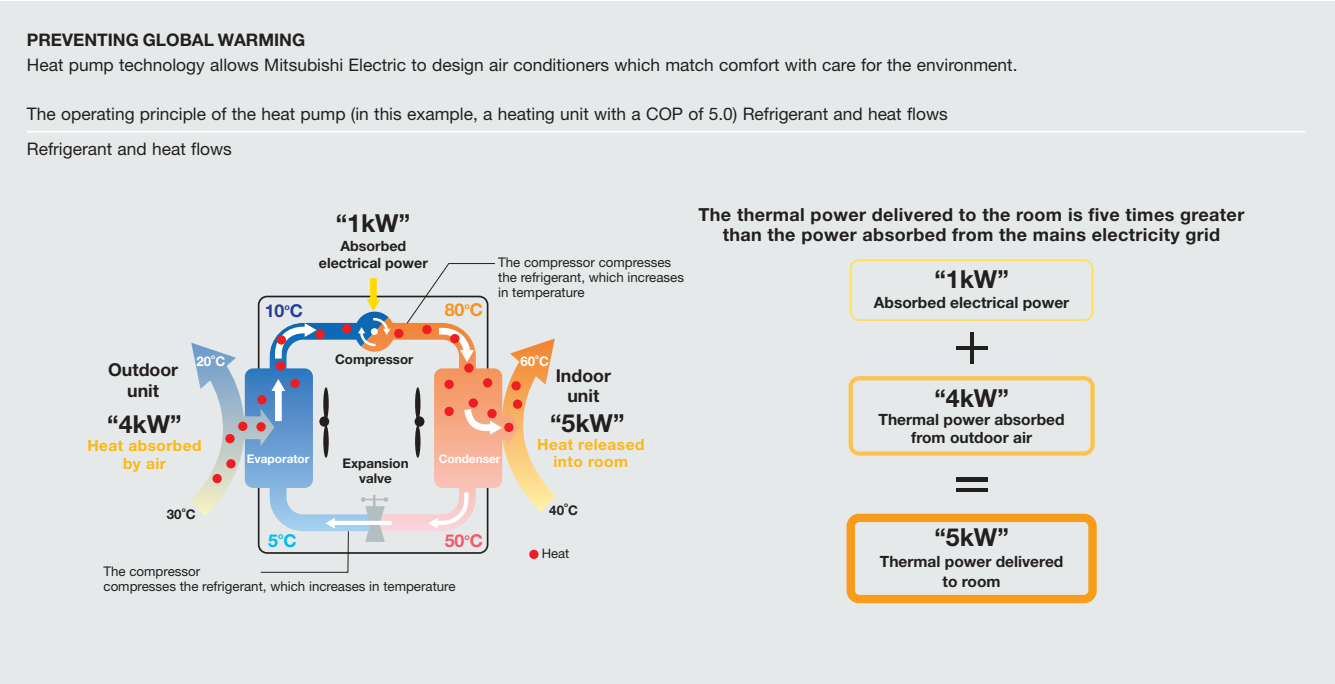 PREVENTING GLOBAL WARMING
Heat pump technology allows Mitsubishi Electric to design air conditioners which match comfort with care for the environment.
The operating principle of the heat pump (in this example, a heating unit with a COP of 5.0) Refrigerant and heat flows
Refrigerant and heat flows
“1kW”
Absorbed
electrical power
The compressor compresses
the refrigerant, which increases
in temperature
10°C
80°C
Compressor
20°C
60°C
Outdoor
unit
“4kW”
Heat absorbed
by air
Indoor
unit
“5kW”
Heat released
into room
Evaporator
Condenser
Expansion
valve
30°C
40°C
5°C
50°C
Heat
The compressor
compresses the refrigerant, which increases in temperature
The thermal power delivered to the room is five times greater
than the power absorbed from the mains electricity grid
“1kW”
Absorbed electrical power
+
“4kW”
Thermal power absorbed
from outdoor air
=
“5kW”
Thermal power delivered
to room